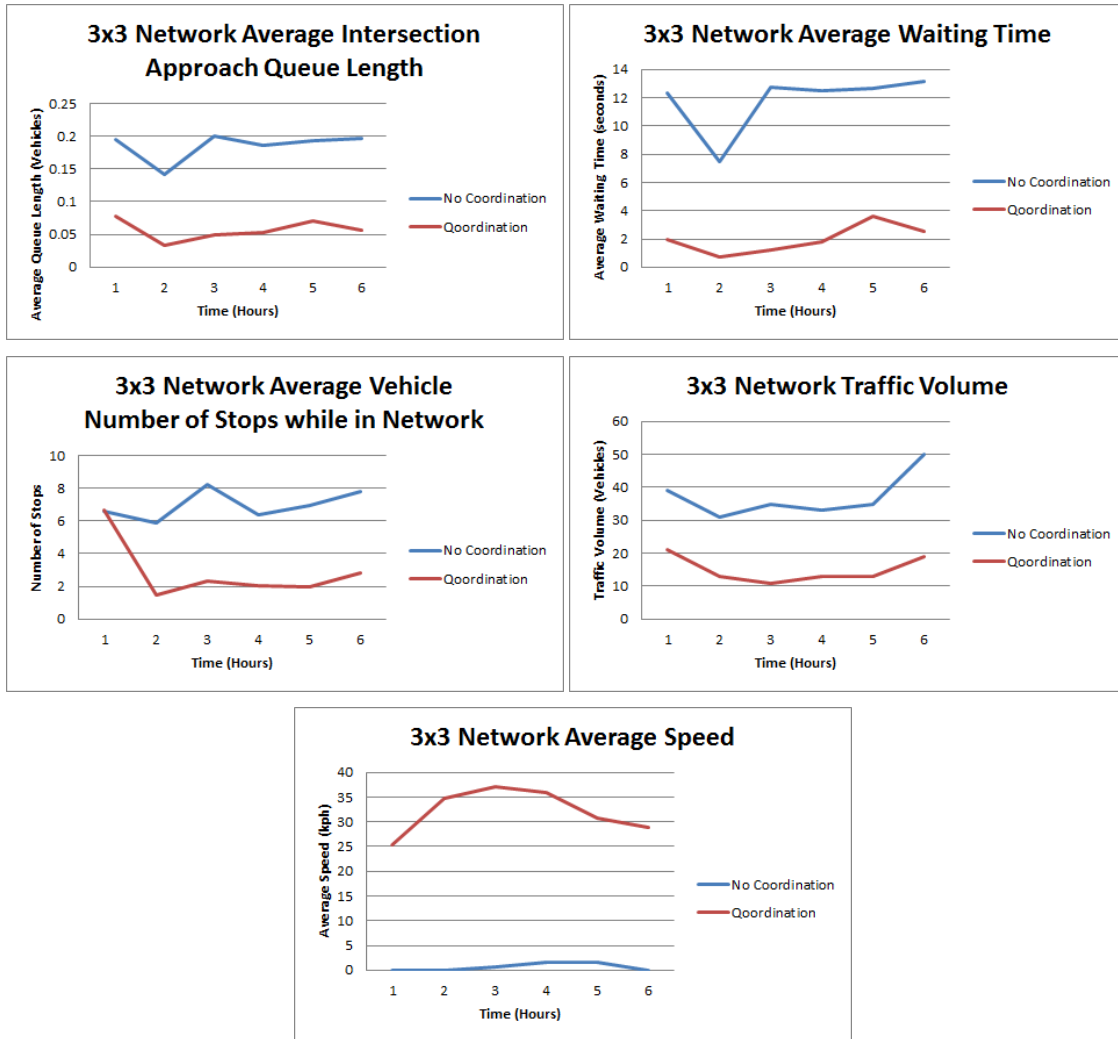 3x3 Network Average Intersection
Approach Queue Length
Average Queue Length (Vehicles)
0.25
0.2
0.15
0.1
0.05
0
1 2 3 4 5 6
Time (Hours)
No Coordination
Qoordination
3x3 Network Average Waiting Time
Average Waiting Time (seconds)
14
12
10
8
6
4
2
0
1 2 3 4 5 6
Time (Hours)
No Coordination
Qoordination
3x3 Network Average Vehicle
Number of Stops while in Network
Number of Stops
10
8
6
4
2
0
1 2 3 4 5 6
Time (Hours)
No Coordination
Qoordination
3x3 Network Traffic Volume
Traffic Volume (Vehicles)
60
50
40
30
20
10
0
1 2 3 4 5 6
Time (Hours)
No Coordination
Qoordination
3x3 Network Average Speed
Average Speed (kph)
40
35
30
25
20
15
10
5
0
1 2 3 4 5 6
Time (Hours)
No Coordination
Qoordination